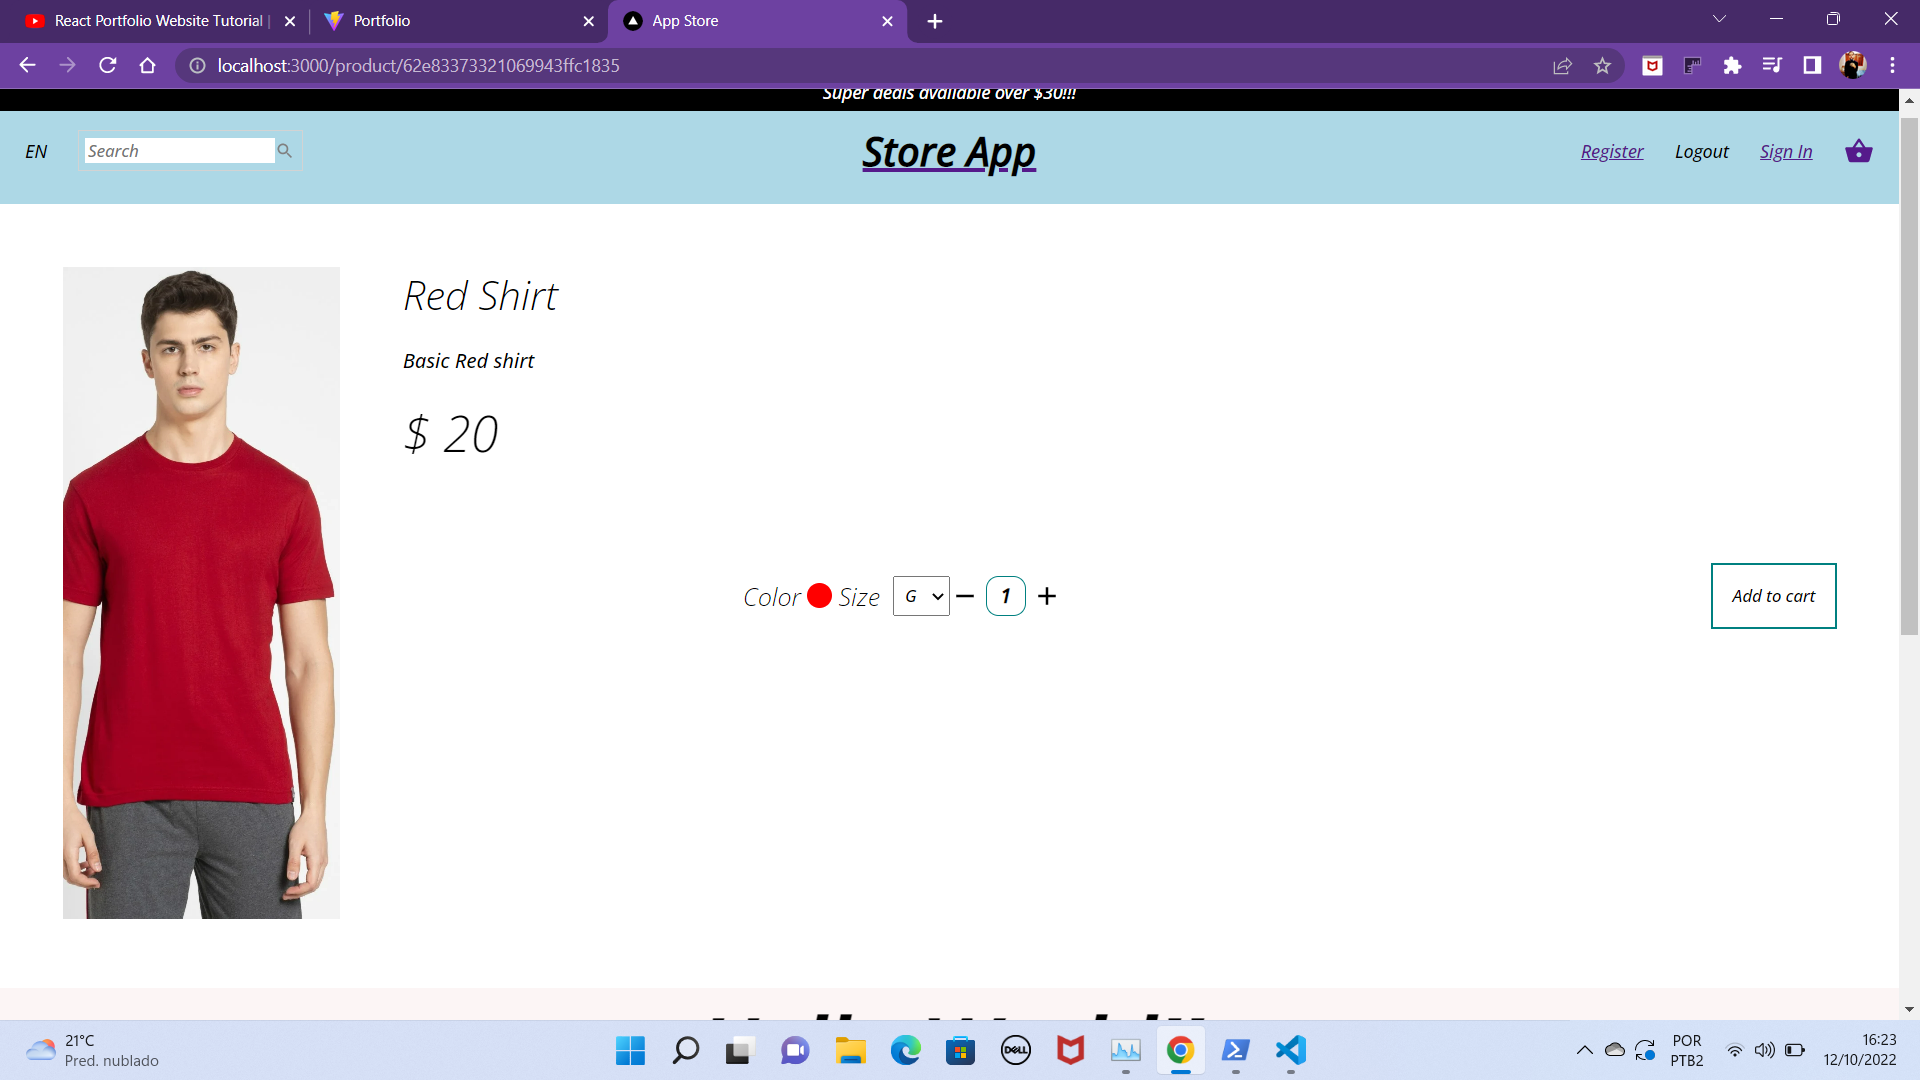 React Portfolio Website Tutorial |
Portfolio
App Store
localhost:3000/product/62e83373321069943ffc1835
Super deals available over $30!!!
EN
Search
Store App
Register
Logout
Sign In
Red Shirt
Basic Red shirt
$ 20
Color
Size
G
1
Add to cart
21°C
Pred. nublado
DELL
POR
PTB2
16:23
12/10/2022